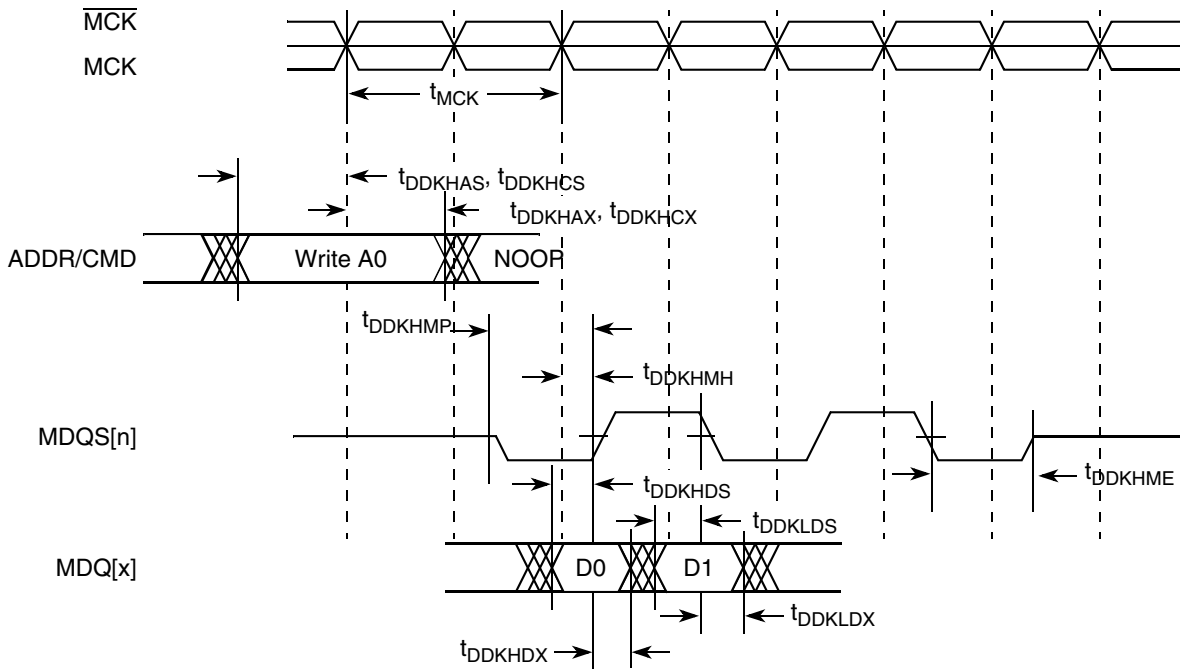 MCK
MCK
tMCK
tDDKHAS, tDDKHCS
tDDKHAX, tDDKHCX
ADDR/CMD
Write A0
NOOP
tDDKHMP
tDDKHMH
MDQS[n]
tDDKHME
tDDKHDS
tDDKLDS
MDQ[x]
D0
D1
tDDKLDX
tDDKHDX